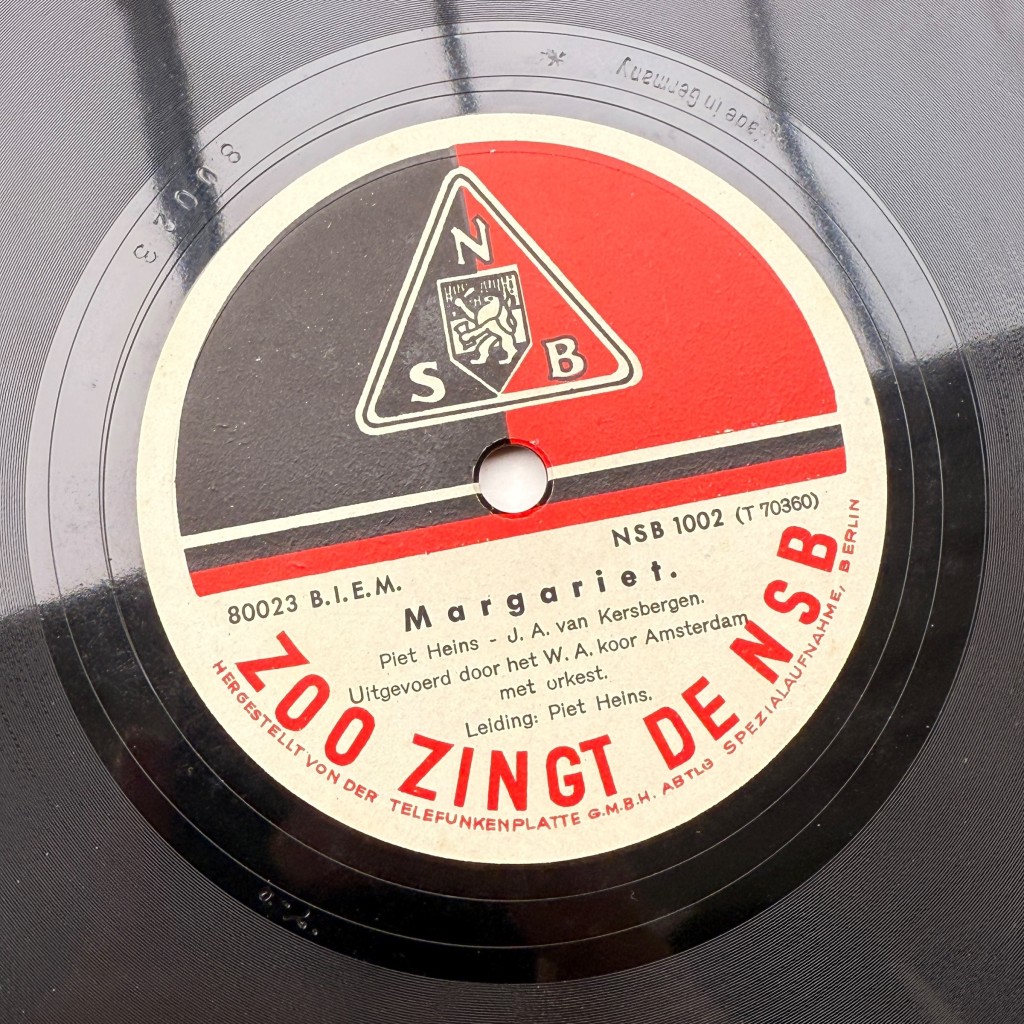 Made in Germany
80023
N
S B
NSB 1002 (T 70360)
80023 B.I.E.M.
Margariet.
Piet Heins - J. A. van Kersbergen.
Uitgevoerd door het W. A. koor Amsterdam
met orkest.
Leiding: Piet Heins.
ZOO ZINGT DE NSB
HERGESTELLT VON DER TELEFUNKENPLATTE G.M.B.H. ABTLG SPEZIALAUFNAHME, BERLIN